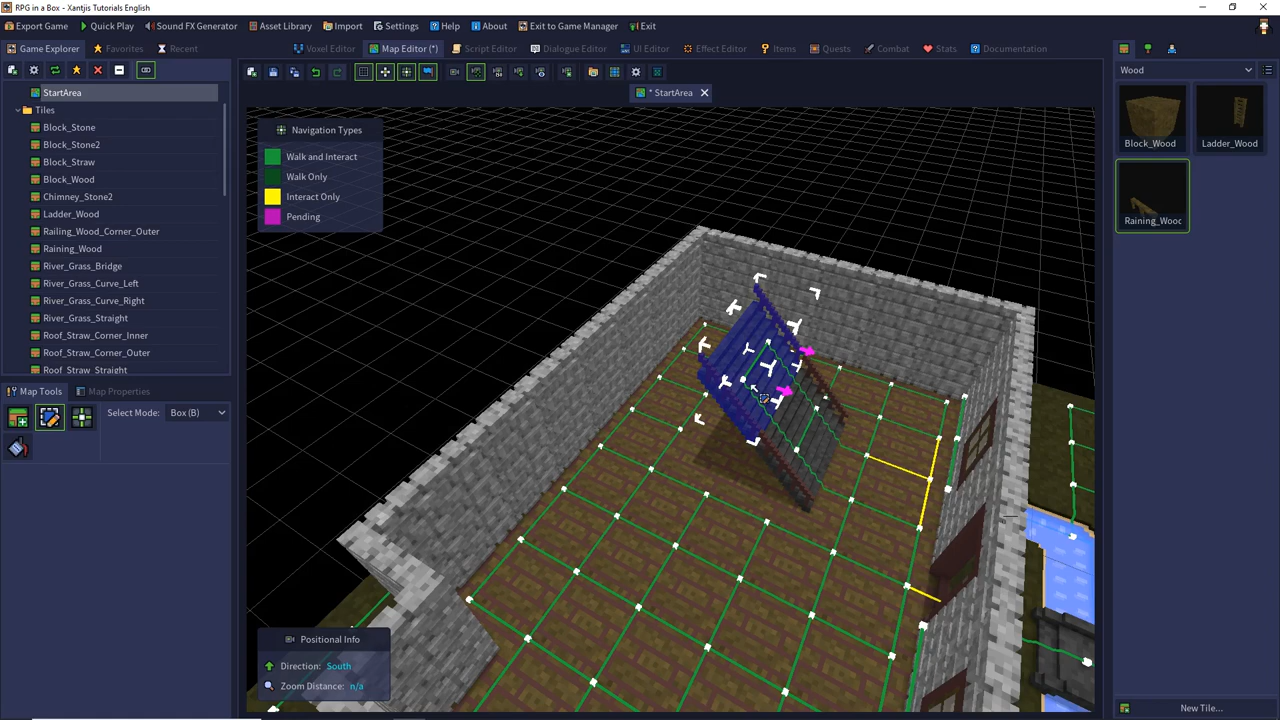 RPG in a Box - Xantjis Tutorials English
Export Game Quick Play Sound FX Generator Asset Library Import Settings Help About Exit to Game Manager Exit
Game Explorer Favorites Recent Voxel Editor Map Editor (*) Script Editor Dialogue Editor UI Editor Effect Editor Items Quests Combat Stats Documentation
* StartArea
StartArea
Tiles
Block_Stone
Block_Stone2
Block_Straw
Block_Wood
Chimney_Stone2
Ladder_Wood
Railing_Wood_Corner_Outer
Raining_Wood
River_Grass_Bridge
River_Grass_Curve_Left
River_Grass_Curve_Right
River_Grass_Straight
Roof_Straw_Corner_Inner
Roof_Straw_Corner_Outer
Roof_Straw_Straight
Map Tools Map Properties
Select Mode: Box (B)
Navigation Types
Walk and Interact
Walk Only
Interact Only
Pending
Positional Info
Direction: South
Zoom Distance: n/a
Wood
Block_Wood Ladder_Wood
Raining_Wood
New Tile...